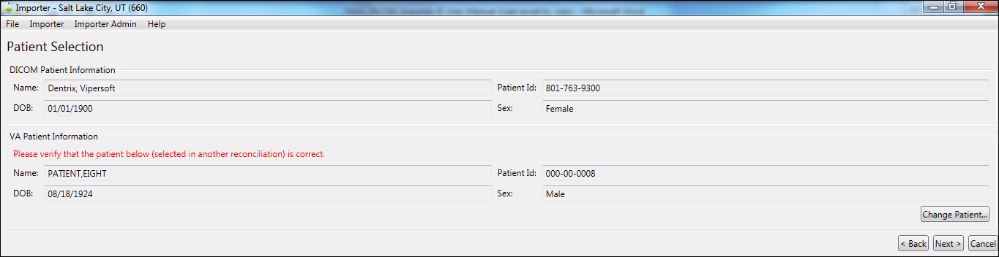 Importer - Salt Lake City, UT (660)
File Importer Importer Admin Help
Patient Selection
DICOM Patient Information
Name: Dentrix, Vipersoft Patient Id: 801-763-9300
DOB: 01/01/1900 Sex: Female
VA Patient Information
Please verify that the patient below (selected in another reconciliation) is correct.
Name: PATIENT,EIGHT Patient Id: 000-00-0008
DOB: 08/18/1924 Sex: Male
Change Patient...
< Back Next > Cancel